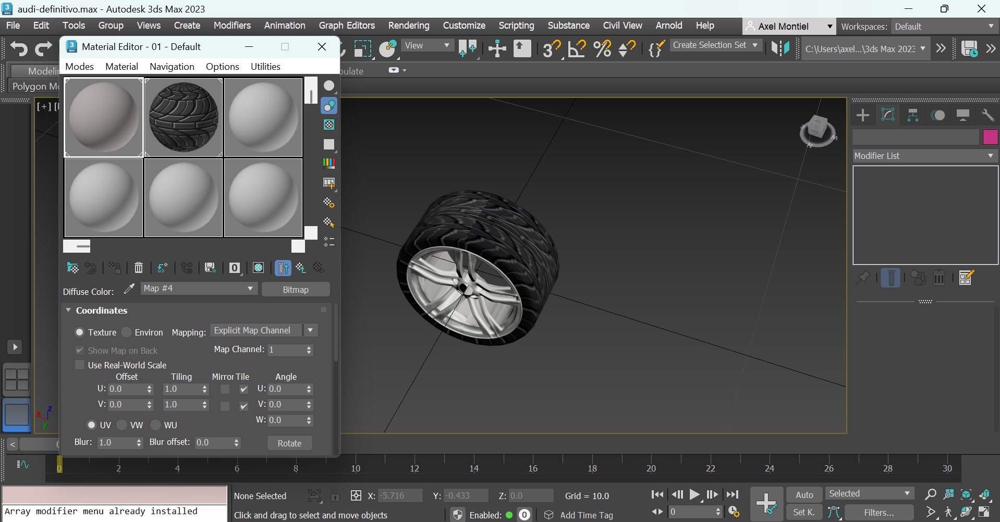 audi-definitivo.max - Autodesk 3ds Max 2023
File Edit Tools Group Views Create Modifiers Animation Graph Editors Rendering Customize Scripting Substance Civil View Arnold Help Axel Montiel Workspaces: Default
Material Editor - 01 - Default
View Create Selection Set C:\Users\axel...\3ds Max 2023
Modes Material Navigation Options Utilities
Modelin
pulate
Polygon Mo
[+]
Modifier List
Diffuse Color: Map #4 Bitmap
Coordinates
Texture Environ Mapping: Explicit Map Channel
Show Map on Back Map Channel: 1
Use Real-World Scale
Offset Tiling Mirror Tile Angle
U: 0.0 1.0 U: 0.0
V: 0.0 1.0 V: 0.0
W: 0.0
UV VW WU
Blur: 1.0 Blur offset: 0.0 Rotate
z
x
y
<
0 2 4 6 8 10 12 14 16 18 20 22 24 26 28 30
None Selected X: -5.716 Y: -0.433 Z: 0.0 Grid = 10.0 Auto Selected
Array modifier menu already installed
Click and drag to select and move objects Enabled: 0 Add Time Tag 0 Set K. Filters...